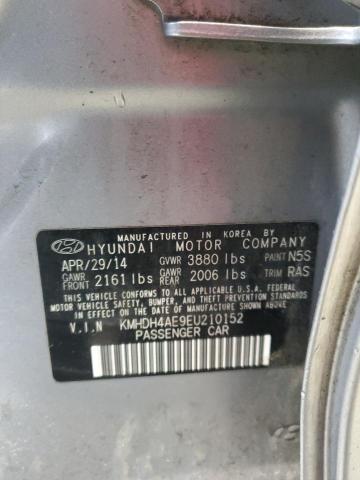 MANUFACTURED IN KOREA BY
HYUNDAI MOTOR COMPANY
APR/29/14 GVWR 3880 lbs PAINT N5S
GAWR FRONT 2161 lbs GAWR REAR 2006 lbs TRIM RAS
THIS VEHICLE CONFORMS TO ALL APPLICABLE U.S.A. FEDERAL
MOTOR VEHICLE SAFETY, BUMPER, AND THEFT PREVENTION
STANDARDS IN EFFECT ON THE DATE OF MANUFACTURE SHOWN
ABOVE.
V.I.N KMHDH4AE9EU210152
PASSENGER CAR